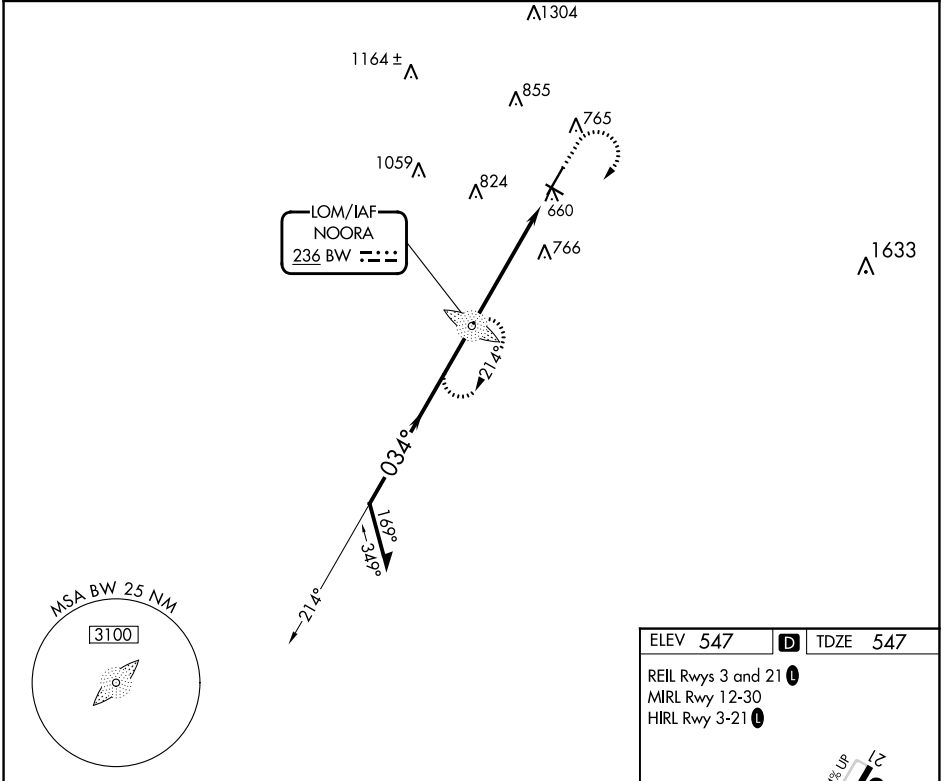 1304
1164 ±
855
765
1059
824
660
LOM/IAF
NOORA
236 BW
766
1633
214°
034°
169°
349°
214°
MSA BW 25 NM
3100
ELEV 547 D TDZE 547
REIL Rwys 3 and 21 L
MIRL Rwy 12-30
HIRL Rwy 3-21 L
% UP
21